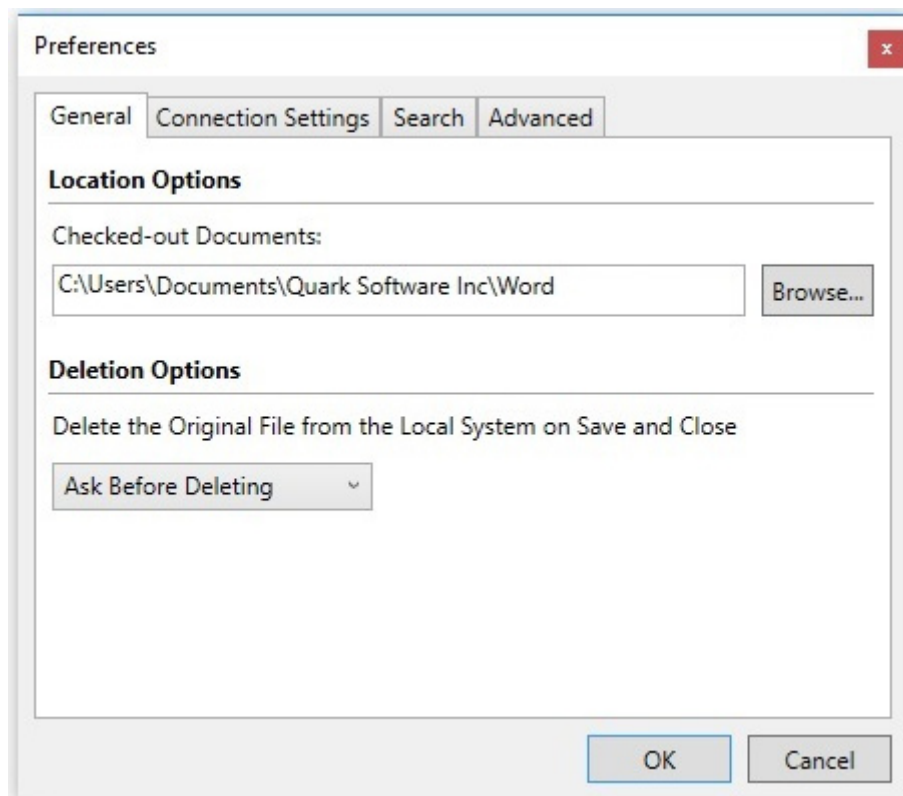 Preferences
x
General Connection Settings Search Advanced
Location Options
Checked-out Documents:
C:\Users\Documents\Quark Software Inc\Word Browse...
Deletion Options
Delete the Original File from the Local System on Save and Close
Ask Before Deleting
OK Cancel